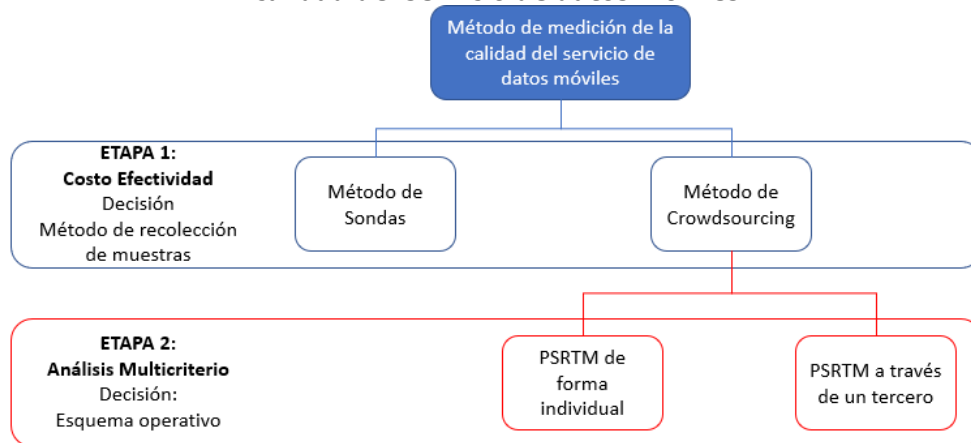 Método de medición de la
calidad del servicio de
datos móviles
ETAPA 1:
Costo Efectividad
Decisión
Método de recolección
de muestras
Método de
Sondas
Método de
Crowdsourcing
ETAPA 2:
Análisis Multicriterio
Decisión:
Esquema operativo
PSRTM de
forma
individual
PSRTM a través
de un tercero